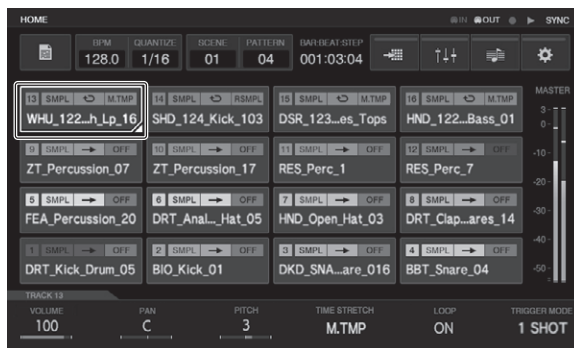 HOME IN OUT SYNC
BPM QUANTIZE SCENE PATTERN BAR:BEAT:STEP
128.0 1/16 01 04 001:03:04
MASTER
13 SMPL M.TMP 14 SMPL RSMPL 15 SMPL M.TMP 16 SMPL M.TMP
WHU_122...h_Lp_16 SHD_124_Kick_103 DSR_123...es_Tops HND_122...Bass_01
9 SMPL OFF 10 SMPL OFF 11 SMPL OFF 12 SMPL OFF
ZT_Percussion_07 ZT_Percussion_17 RES_Perc_1 RES_Perc_7
5 SMPL OFF 6 SMPL OFF 7 SMPL OFF 8 SMPL OFF
FEA_Percussion_20 DRT_Anal..._Hat_05 HND_Open_Hat_03 DRT_Clap...ares_14
1 SMPL OFF 2 SMPL OFF 3 SMPL OFF 4 SMPL OFF
DRT_Kick_Drum_05 BIO_Kick_01 DKD_SNA...are_016 BBT_Snare_04
3
0
-10
-20
-30
-40
-50
TRACK 13
VOLUME PAN PITCH TIME STRETCH LOOP TRIGGER MODE
100 C 3 M.TMP ON 1 SHOT